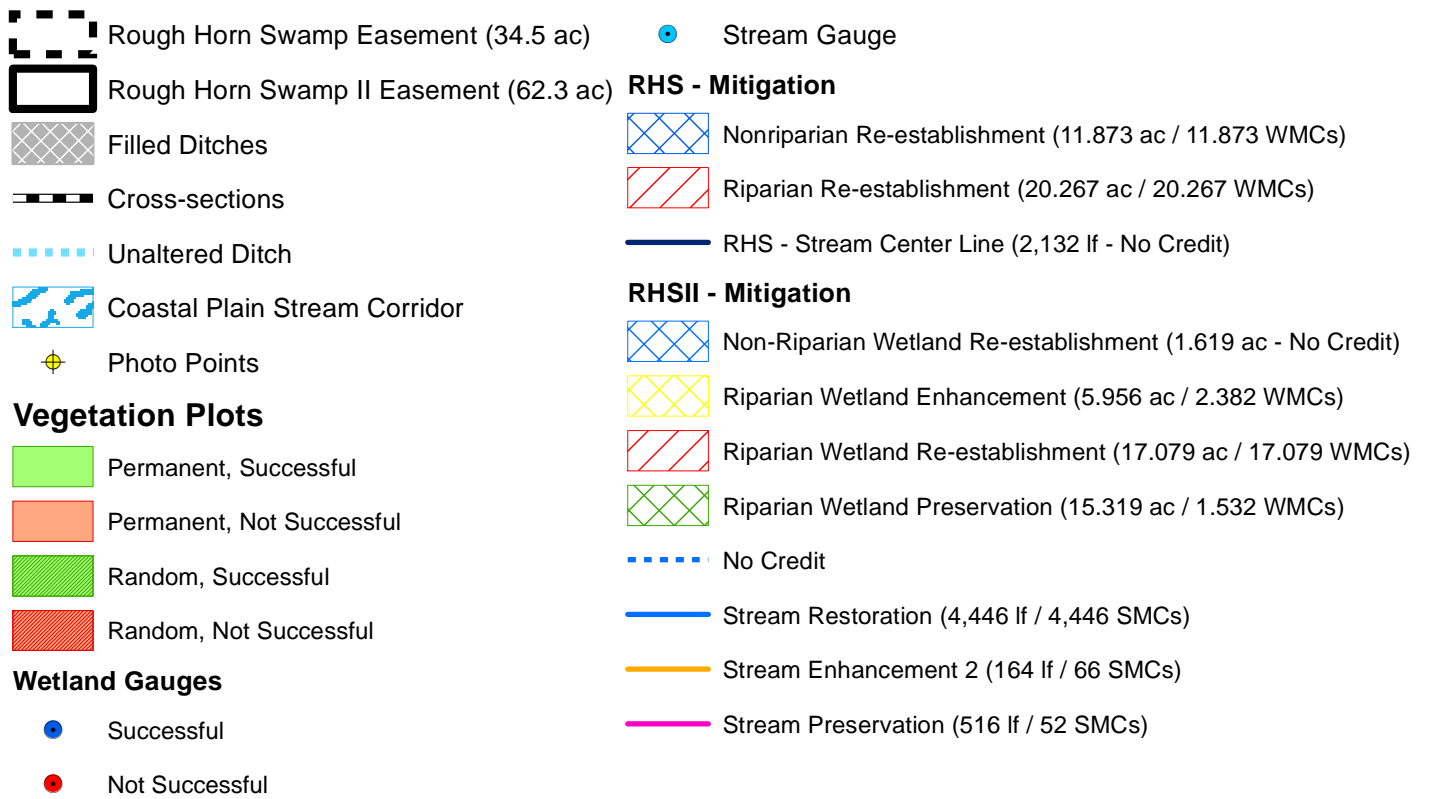 Rough Horn Swamp Easement (34.5 ac)
Rough Horn Swamp II Easement (62.3 ac)
Filled Ditches
Cross-sections
Unaltered Ditch
Coastal Plain Stream Corridor
Photo Points
Vegetation Plots
Permanent, Successful
Permanent, Not Successful
Random, Successful
Random, Not Successful
Wetland Gauges
Successful
Not Successful
Stream Gauge
RHS - Mitigation
Nonriparian Re-establishment (11.873 ac / 11.873 WMCs)
Riparian Re-establishment (20.267 ac / 20.267 WMCs)
RHS - Stream Center Line (2,132 lf - No Credit)
RHSII - Mitigation
Non-Riparian Wetland Re-establishment (1.619 ac - No Credit)
Riparian Wetland Enhancement (5.956 ac / 2.382 WMCs)
Riparian Wetland Re-establishment (17.079 ac / 17.079 WMCs)
Riparian Wetland Preservation (15.319 ac / 1.532 WMCs)
No Credit
Stream Restoration (4,446 lf / 4,446 SMCs)
Stream Enhancement 2 (164 lf / 66 SMCs)
Stream Preservation (516 lf / 52 SMCs)